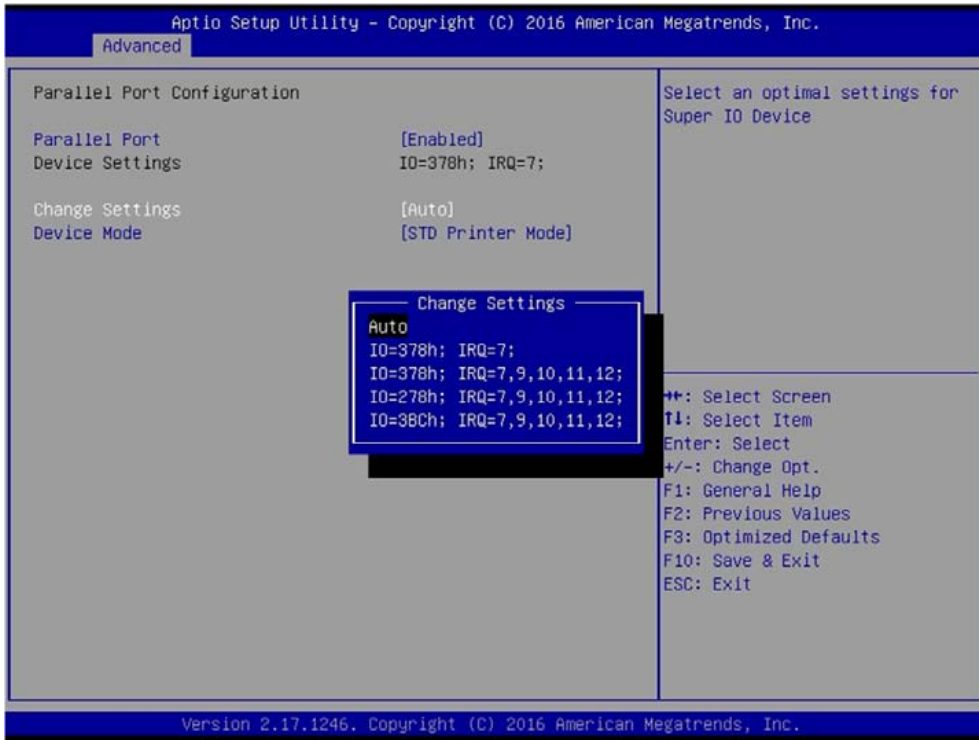 Aptio Setup Utility – Copyright (C) 2016 American Megatrends, Inc.
Advanced
Parallel Port Configuration
Parallel Port [Enabled]
Device Settings IO=378h; IRQ=7;
Change Settings [Auto]
Device Mode [STD Printer Mode]
Change Settings
Auto
IO=378h; IRQ=7;
IO=378h; IRQ=7,9,10,11,12;
IO=278h; IRQ=7,9,10,11,12;
IO=3BCh; IRQ=7,9,10,11,12;
Select an optimal settings for
Super IO Device
→←: Select Screen
↑↓: Select Item
Enter: Select
+/-: Change Opt.
F1: General Help
F2: Previous Values
F3: Optimized Defaults
F10: Save & Exit
ESC: Exit
Version 2.17.1246. Copyright (C) 2016 American Megatrends, Inc.